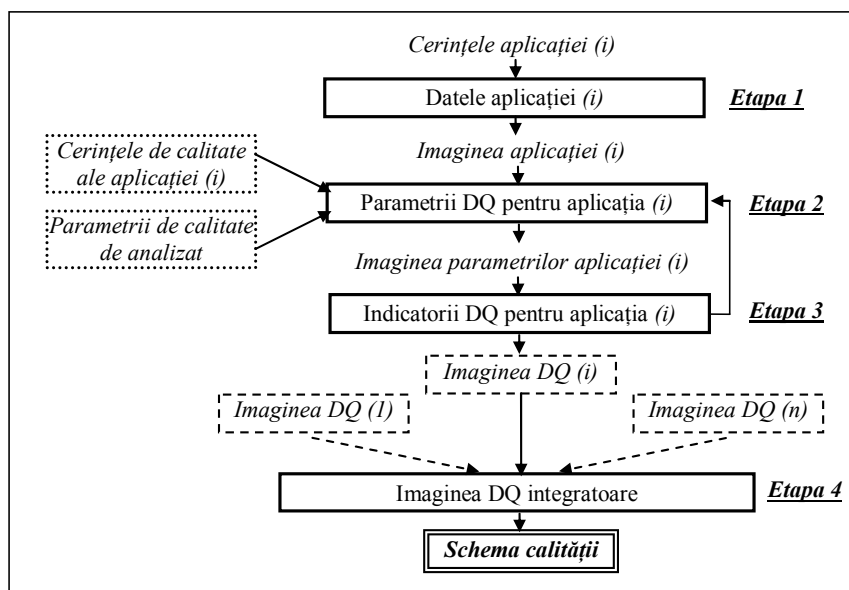 Cerințele aplicației (i)
Datele aplicației (i)
Etapa 1
Cerințele de calitate
ale aplicației (i)
Imaginea aplicației (i)
Parametrii DQ pentru aplicația (i)
Etapa 2
Parametrii de calitate
de analizat
Imaginea parametrilor aplicației (i)
Indicatorii DQ pentru aplicația (i)
Etapa 3
Imaginea DQ (i)
Imaginea DQ (1)
Imaginea DQ (n)
Imaginea DQ integratoare
Etapa 4
Schema calității